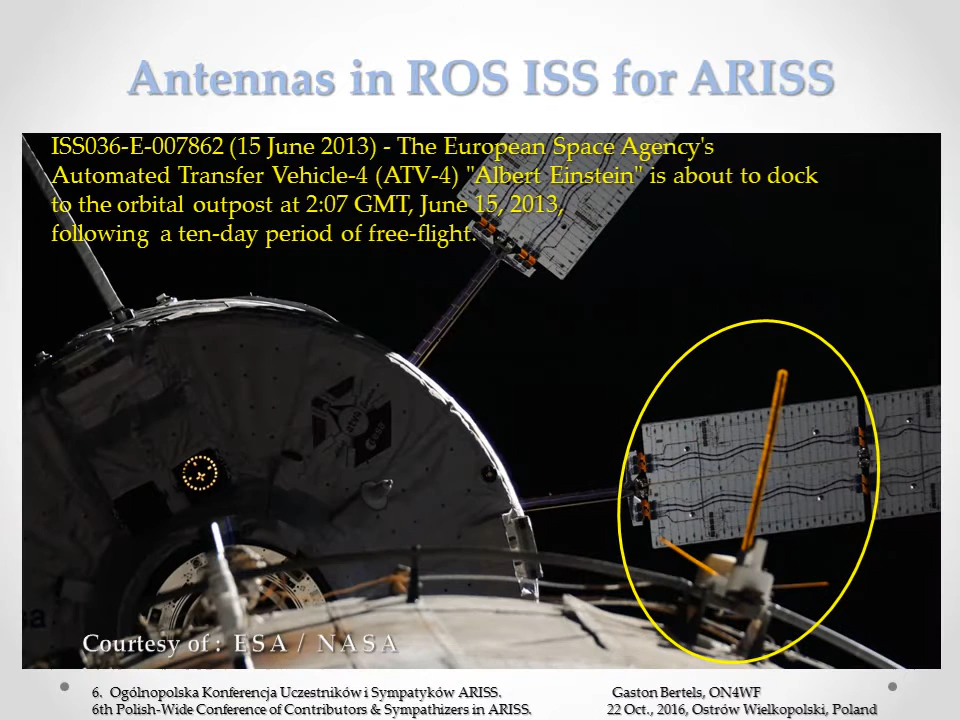 Antennas in ROS ISS for ARISS
ISS036-E-007862 (15 June 2013) - The European Space Agency's
Automated Transfer Vehicle-4 (ATV-4) "Albert Einstein" is about to dock
to the orbital outpost at 2:07 GMT, June 15, 2013,
following a ten-day period of free-flight.
Courtesy of : ESA / NASA
6. Ogólnopolska Konferencja Uczestników i Sympatyków ARISS. Gaston Bertels, ON4WF
6th Polish-Wide Conference of Contributors & Sympathizers in ARISS. 22 Oct., 2016, Ostrów Wielkopolski, Poland